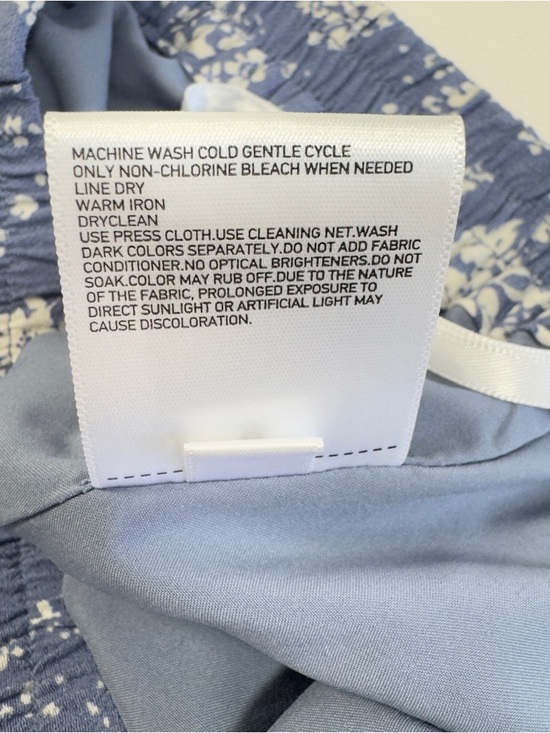 MACHINE WASH COLD GENTLE CYCLE
ONLY NON-CHLORINE BLEACH WHEN NEEDED
LINE DRY
WARM IRON
DRYCLEAN
USE PRESS CLOTH.USE CLEANING NET.WASH
DARK COLORS SEPARATELY.DO NOT ADD FABRIC
CONDITIONER.NO OPTICAL BRIGHTENERS.DO NOT
SOAK.COLOR MAY RUB OFF.DUE TO THE NATURE
OF THE FABRIC, PROLONGED EXPOSURE TO
DIRECT SUNLIGHT OR ARTIFICIAL LIGHT MAY
CAUSE DISCOLORATION.